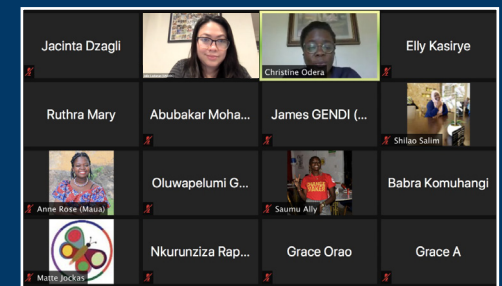 Jacinta Dzagli
Christine Odera
Elly Kasirye
Ruthra Mary
Abubakar Moha...
James GENDI (...
Shilao Salim
Anne Rose (Maua)
Oluwapelumi G...
Saumu Ally
Babra Komuhangi
Matte Jockas
Nkurunziza Rap...
Grace Orao
Grace A